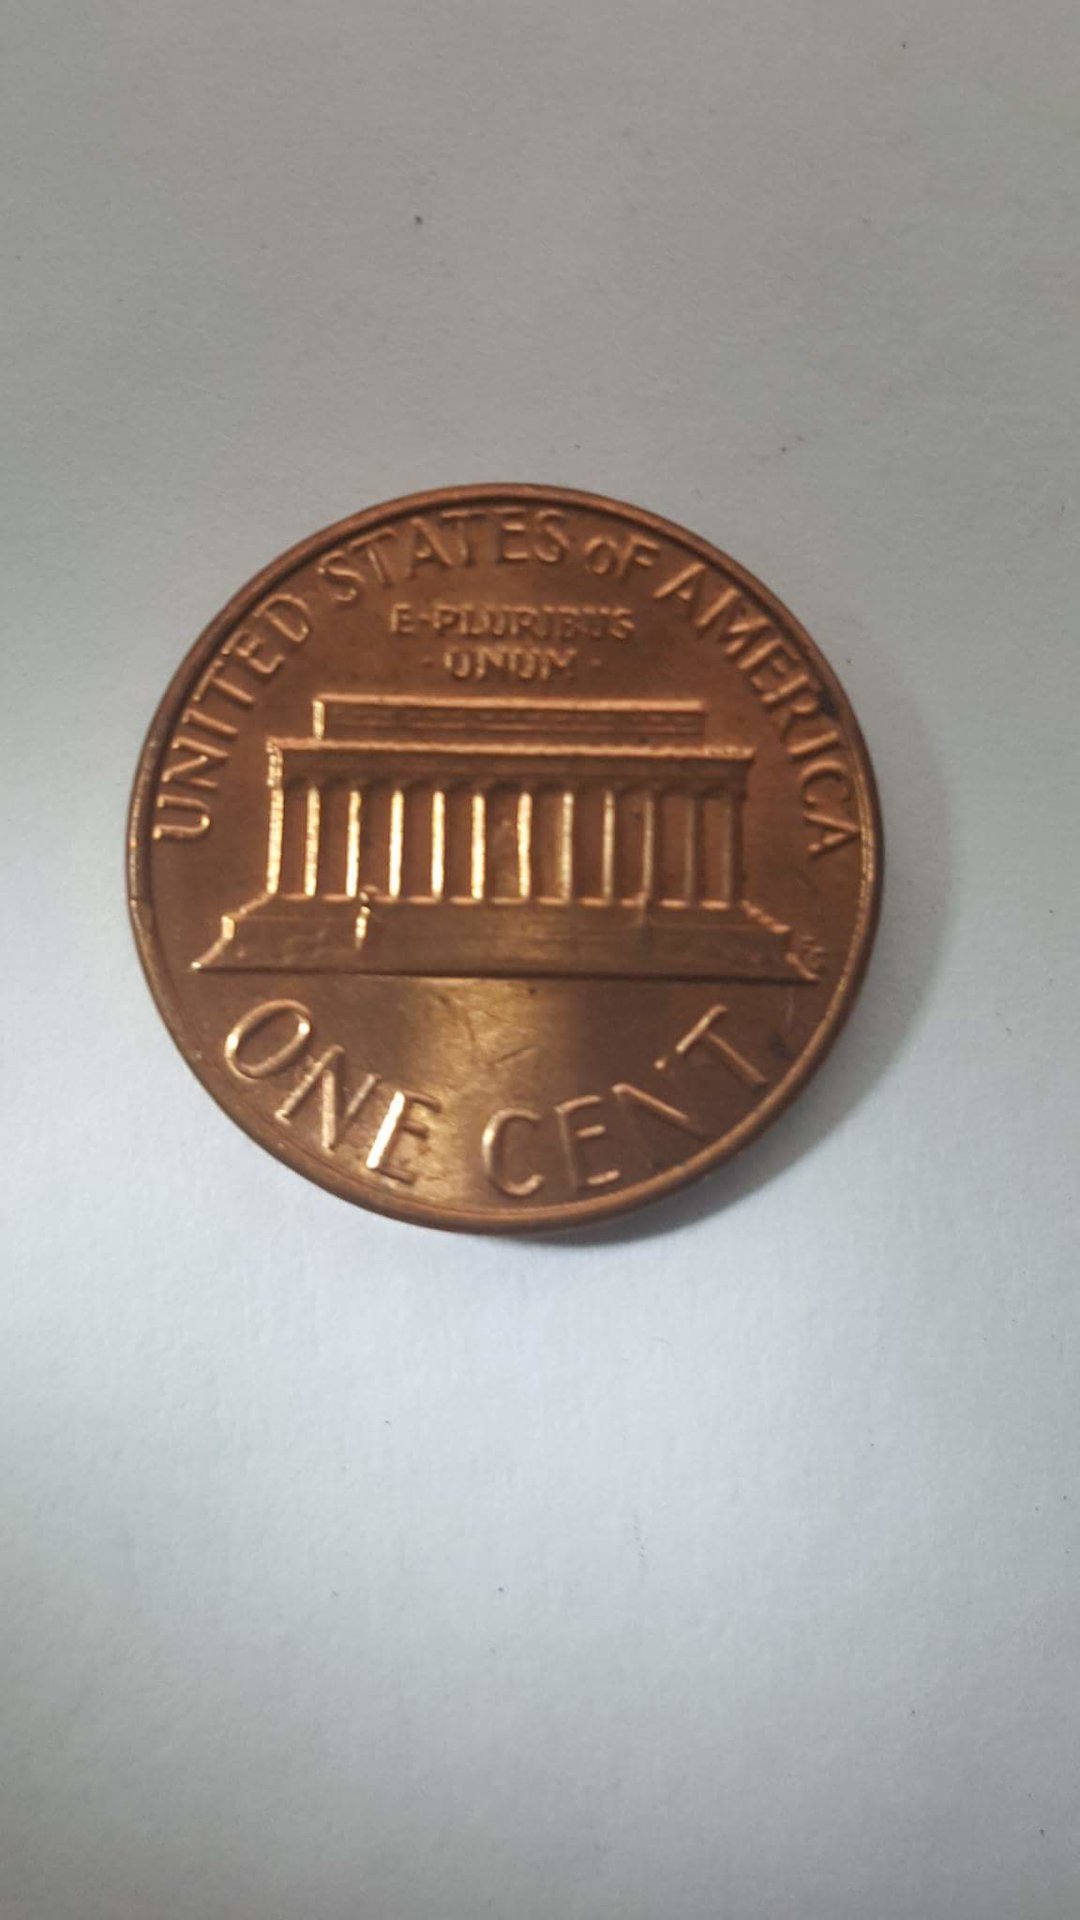 UNITED STATES OF AMERICA
E·PLURIBUS
·UNUM·
ONE CENT